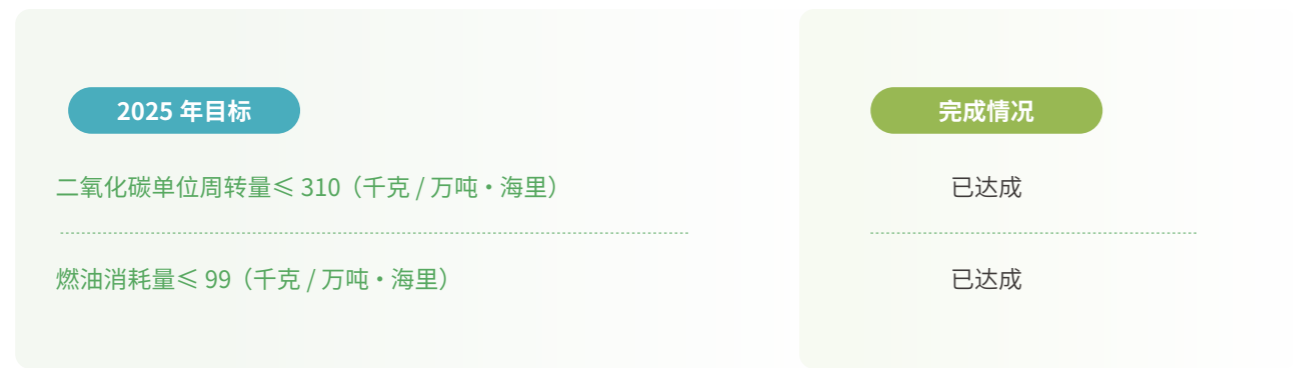 2025 年目标
完成情况
二氧化碳单位周转量≤ 310（千克 / 万吨•海里）
已达成
燃油消耗量≤ 99（千克 / 万吨•海里）
已达成